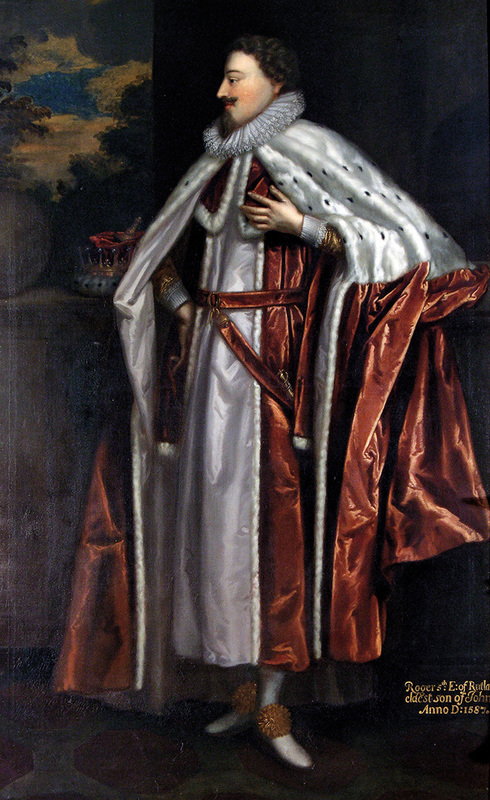 Roger 5th E: of Rutla
eldest son of John
Anno D: 1587.